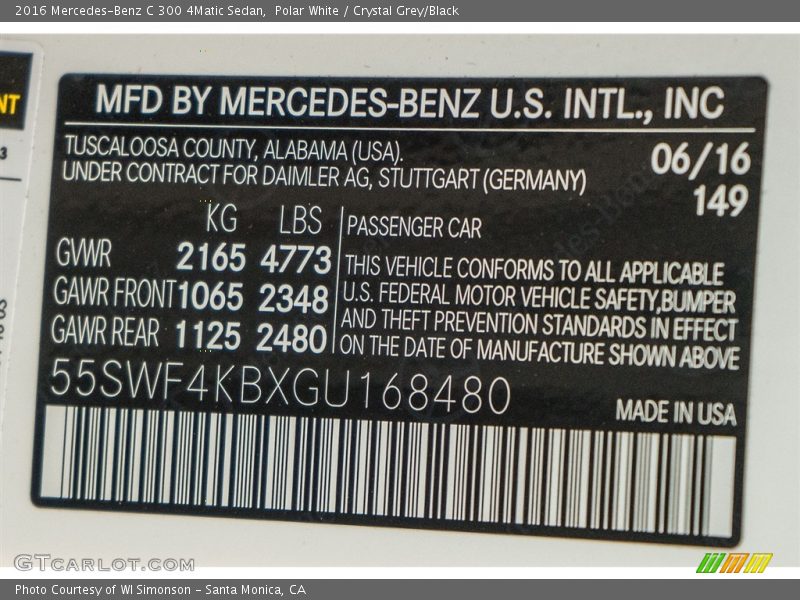 2016 Mercedes-Benz C 300 4Matic Sedan,  Polar White / Crystal Grey/Black
NT
3
MFD BY MERCEDES-BENZ U.S. INTL., INC
TUSCALOOSA COUNTY, ALABAMA (USA).
UNDER CONTRACT FOR DAIMLER AG, STUTTGART (GERMANY)
06/16
149
KG LBS
GVWR 2165 4773
GAWR FRONT 1065 2348
GAWR REAR 1125 2480
PASSENGER CAR
THIS VEHICLE CONFORMS TO ALL APPLICABLE
U.S. FEDERAL MOTOR VEHICLE SAFETY,BUMPER
AND THEFT PREVENTION STANDARDS IN EFFECT
ON THE DATE OF MANUFACTURE SHOWN ABOVE
55SWF4KBXGU168480
MADE IN USA
GTCARLOT.COM
Photo Courtesy of WI Simonson - Santa Monica, CA